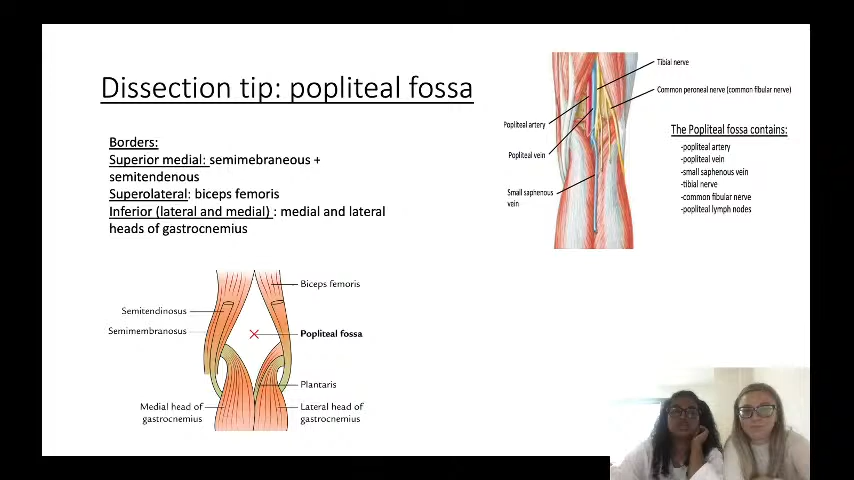 Dissection tip: popliteal fossa
Borders:
Superior medial: semimebraneous +
semitendenous
Superolateral: biceps femoris
Inferior (lateral and medial) : medial and lateral
heads of gastrocnemius
Tibial nerve
Common peroneal nerve (common fibular nerve)
Popliteal artery
Popliteal vein
Small saphenous
vein
The Popliteal fossa contains:
-popliteal artery
-popliteal vein
-small saphenous vein
-tibial nerve
-common fibular nerve
-popliteal lymph nodes
Biceps femoris
Semitendinosus
Semimembranosus
Popliteal fossa
Plantaris
Medial head of
gastrocnemius
Lateral head of
gastrocnemius